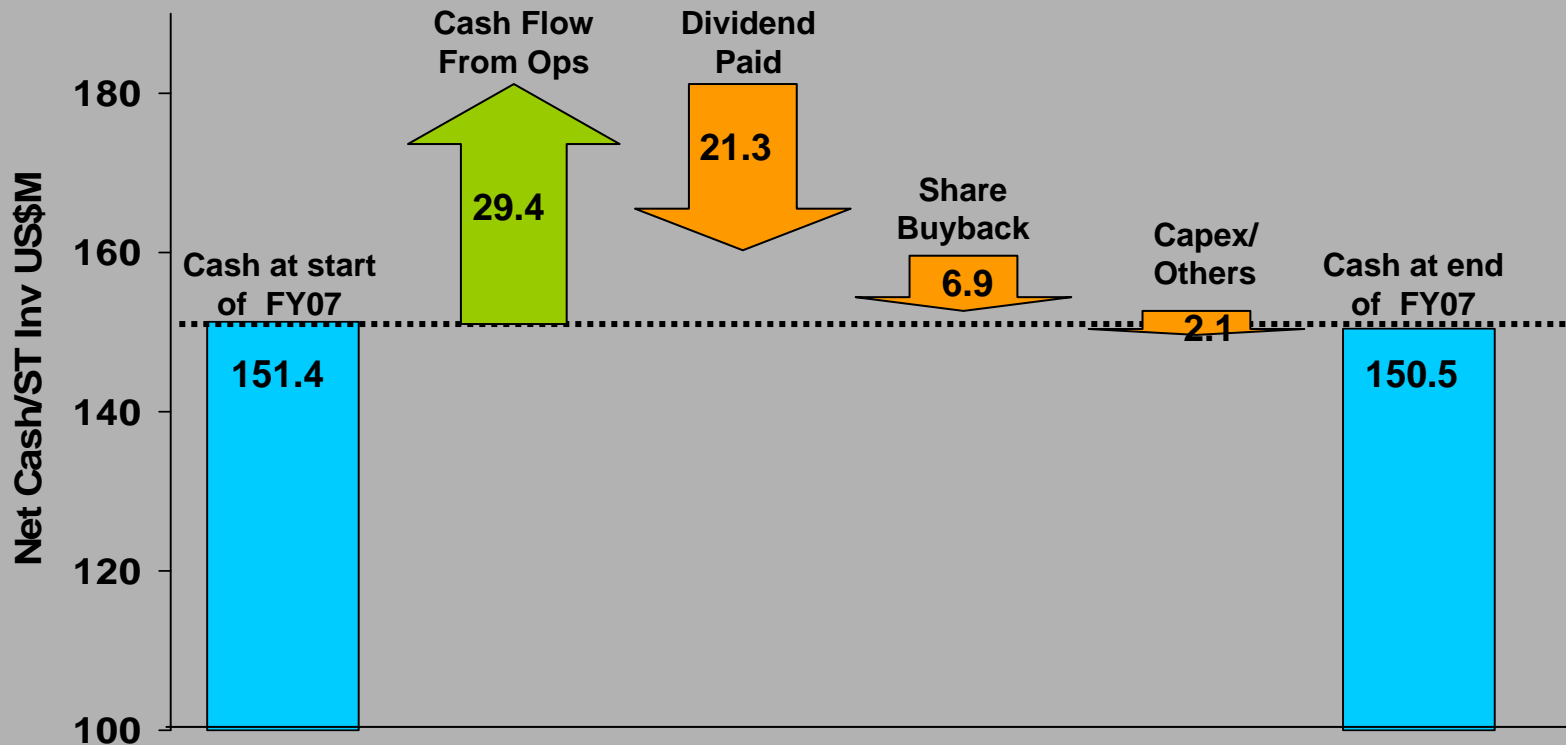 Net Cash/ST Inv US$M
180
160
140
120
100
Cash at start
of FY07
151.4
Cash Flow
From Ops
29.4
Dividend
Paid
21.3
Share
Buyback
6.9
Capex/
Others
2.1
Cash at end
of FY07
150.5